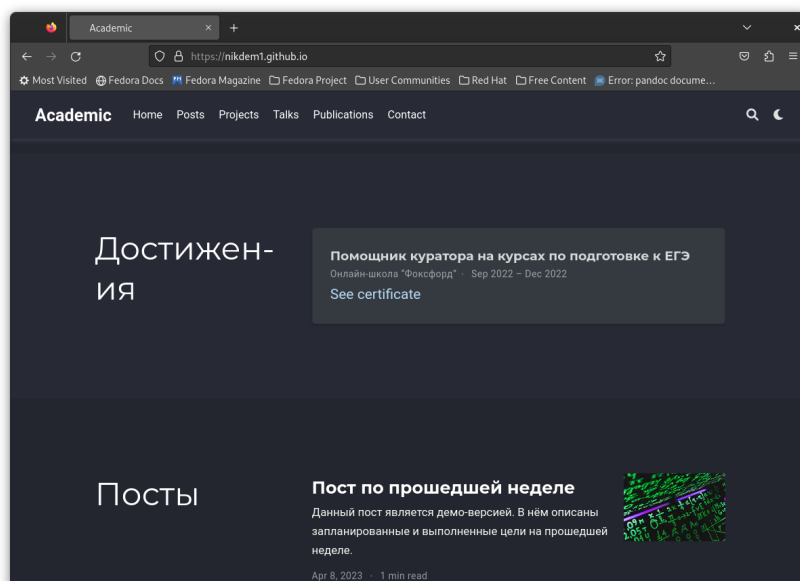 Academic
https://nikdem1.github.io
Most Visited Fedora Docs Fedora Magazine Fedora Project User Communities Red Hat Free Content Error: pandoc docume…
Academic Home Posts Projects Talks Publications Contact
Достижен-
ия
Помощник куратора на курсах по подготовке к ЕГЭ
Онлайн-школа "Фоксфорд" · Sep 2022 – Dec 2022
See certificate
Посты
Пост по прошедшей неделе
Данный пост является демо-версией. В нём описаны
запланированные и выполненные цели на прошедшей
неделе.
Apr 8, 2023 · 1 min read